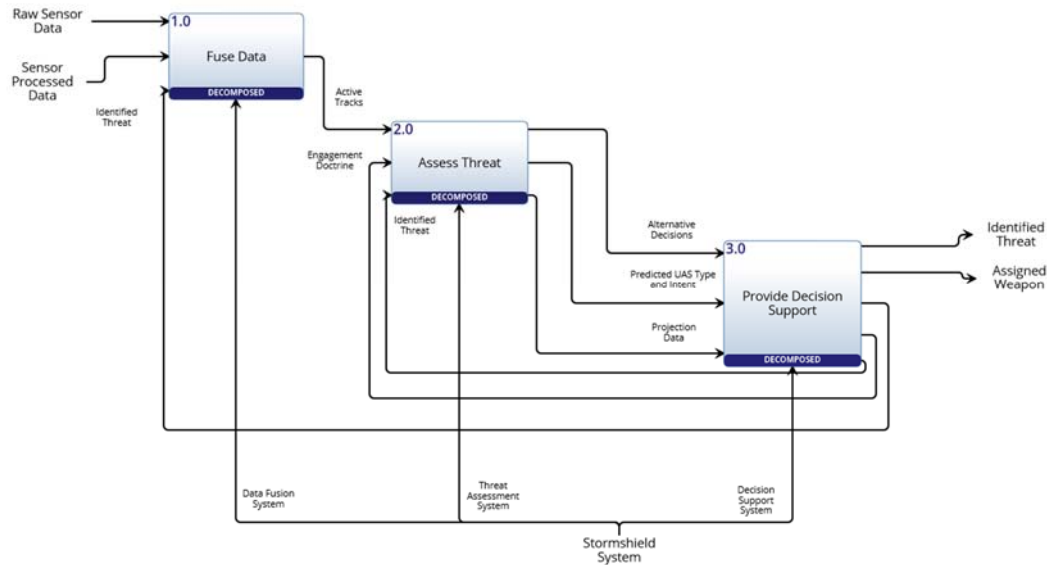 Raw Sensor
Data
1.0
Fuse Data
DECOMPOSED
Sensor
Processed
Data
Identified
Threat
Active
Tracks
2.0
Assess Threat
DECOMPOSED
Engagement
Doctrine
Identified
Threat
Alternative
Decisions
Predicted UAS Type
and Intent
Projection
Data
3.0
Provide Decision
Support
DECOMPOSED
Identified
Threat
Assigned
Weapon
Data Fusion
System
Threat
Assessment
System
Decision
Support
System
Stormshield
System